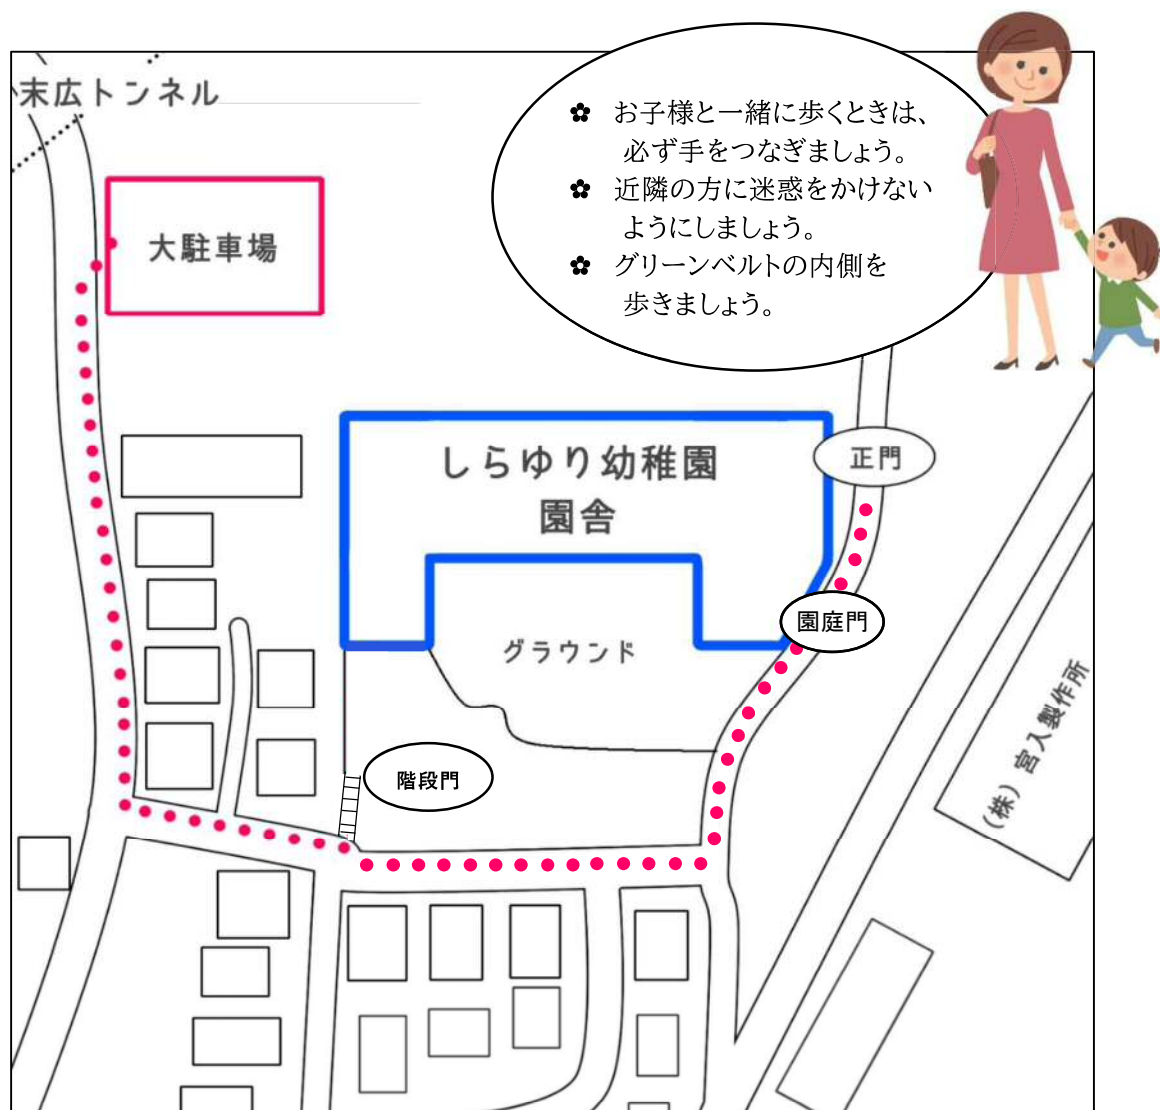 末広トンネル
✿ お子様と一緒に歩くときは、
必ず手をつなぎましょう。
✿ 近隣の方に迷惑をかけない
ようにしましょう。
✿ グリーンベルトの内側を
歩きましょう。
大駐車場
しらゆり幼稚園
園舎
正門
園庭門
グラウンド
階段門
(株) 宮入製作所